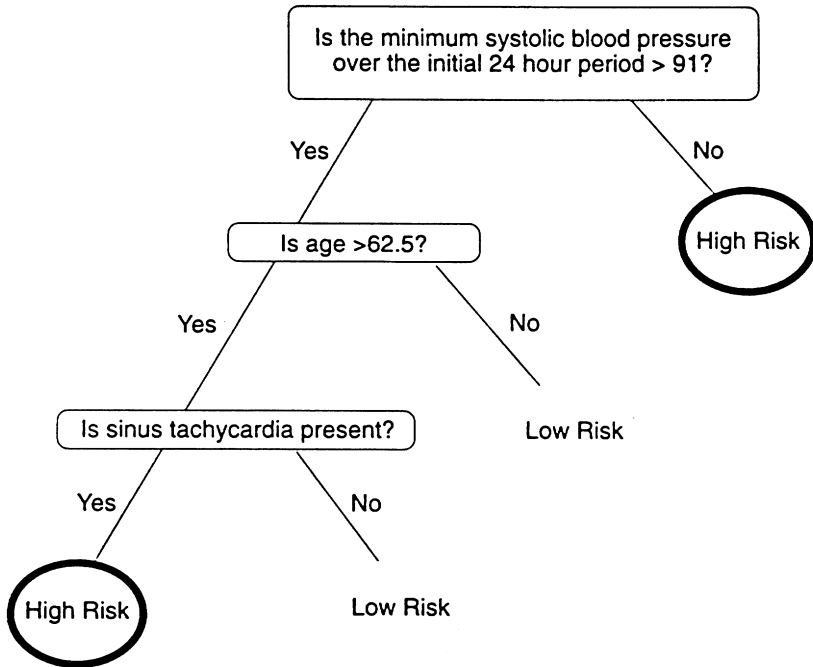 Is the minimum systolic blood pressure
over the initial 24 hour period > 91?
Yes
No
Is age >62.5?
High Risk
Yes
No
Is sinus tachycardia present?
Low Risk
Yes
No
High Risk
Low Risk